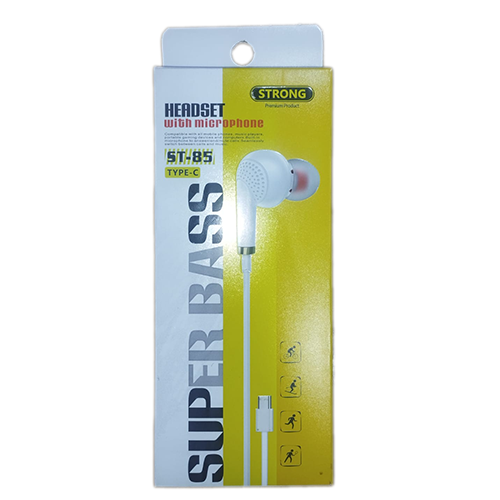 STRONG
Premium Product
HEADSET
with microphone
ST-85
TYPE-C
SUPER BASS